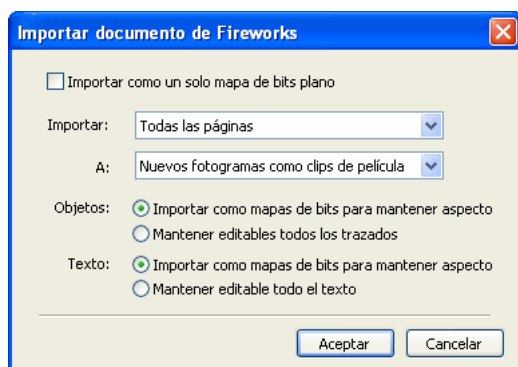 Importar documento de Fireworks
Importar como un solo mapa de bits plano
Importar: Todas las páginas
A: Nuevos fotogramas como clips de película
Objetos: Importar como mapas de bits para mantener aspecto
Mantener editables todos los trazados
Texto: Importar como mapas de bits para mantener aspecto
Mantener editable todo el texto
Aceptar Cancelar